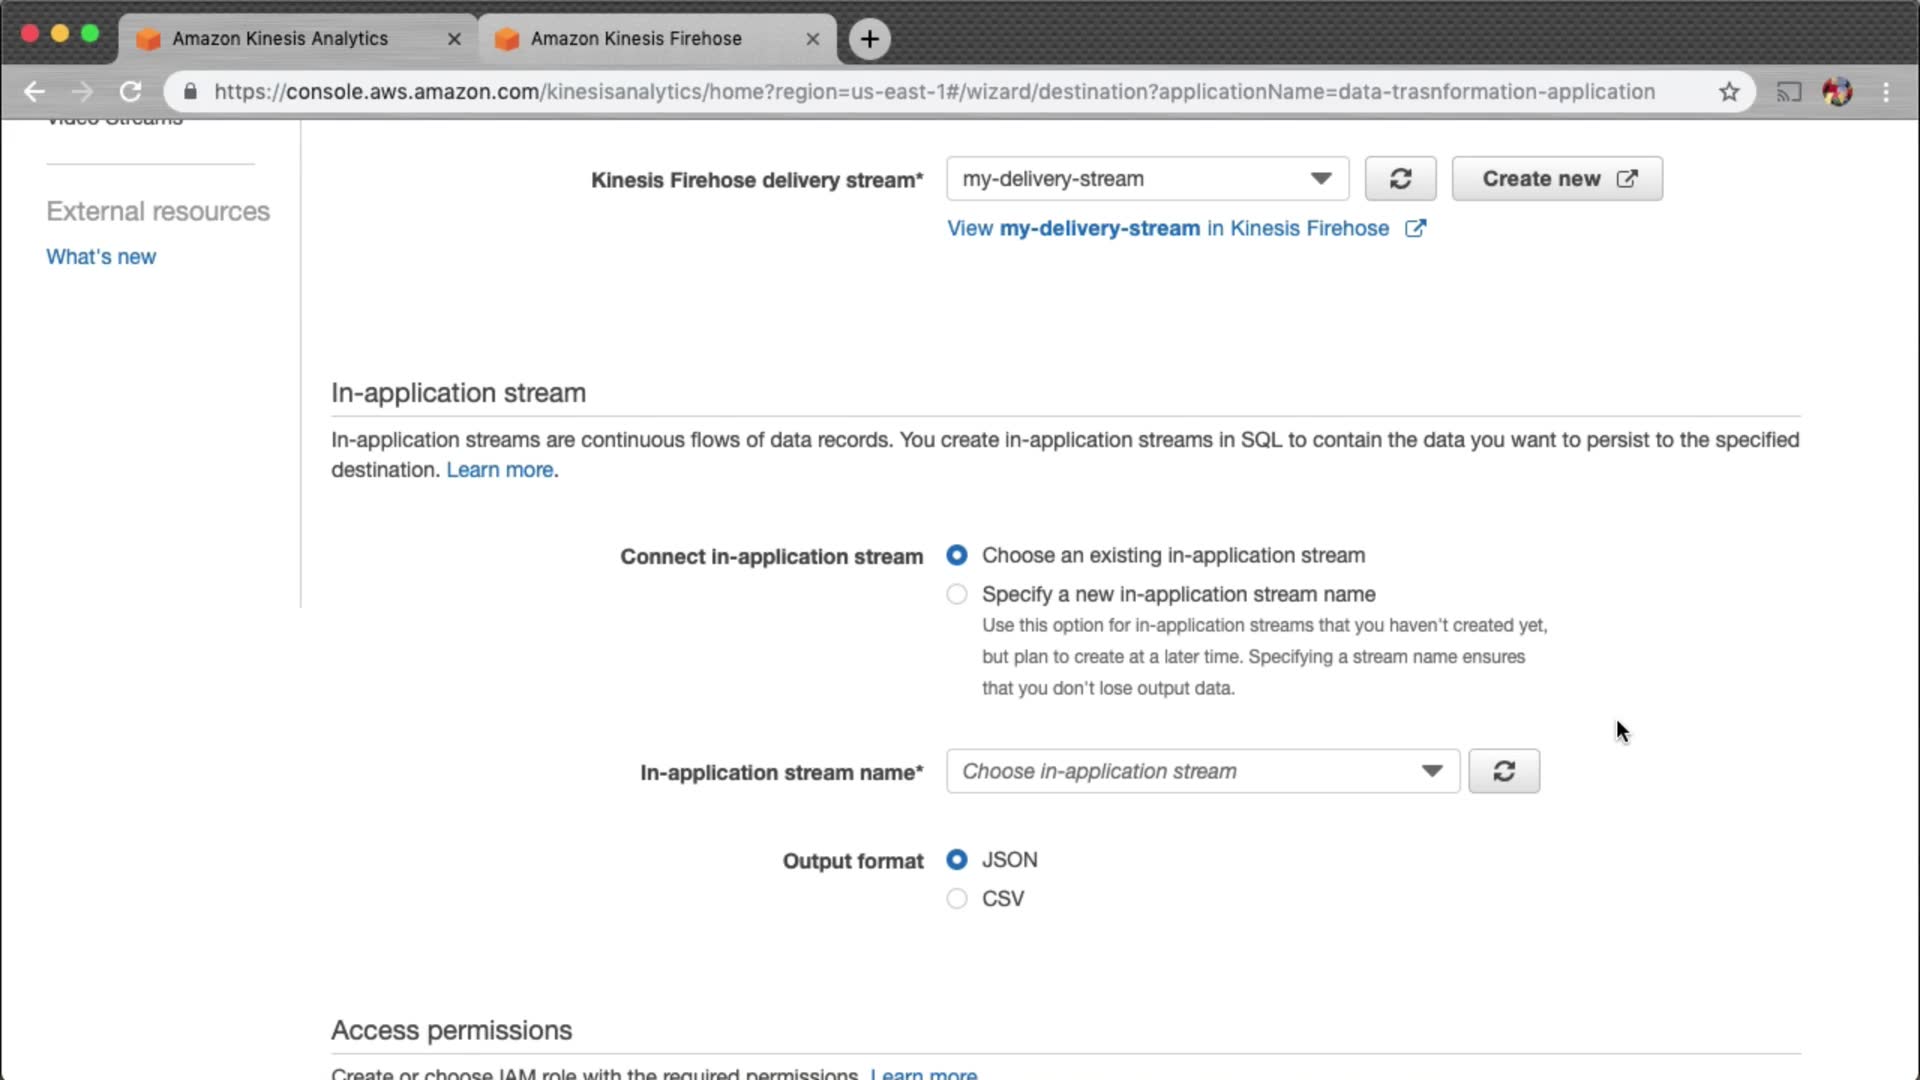 Amazon Kinesis Analytics
Amazon Kinesis Firehose
https://console.aws.amazon.com/kinesisanalytics/home?region=us-east-1#/wizard/destination?applicationName=data-trasnformation-application
Video Streams
External resources
What's new
Kinesis Firehose delivery stream*
my-delivery-stream
Create new
View my-delivery-stream in Kinesis Firehose
In-application stream
In-application streams are continuous flows of data records. You create in-application streams in SQL to contain the data you want to persist to the specified
destination. Learn more.
Connect in-application stream
Choose an existing in-application stream
Specify a new in-application stream name
Use this option for in-application streams that you haven't created yet,
but plan to create at a later time. Specifying a stream name ensures
that you don't lose output data.
In-application stream name*
Choose in-application stream
Output format
JSON
CSV
Access permissions
Create or choose IAM role with the required permissions. Learn more